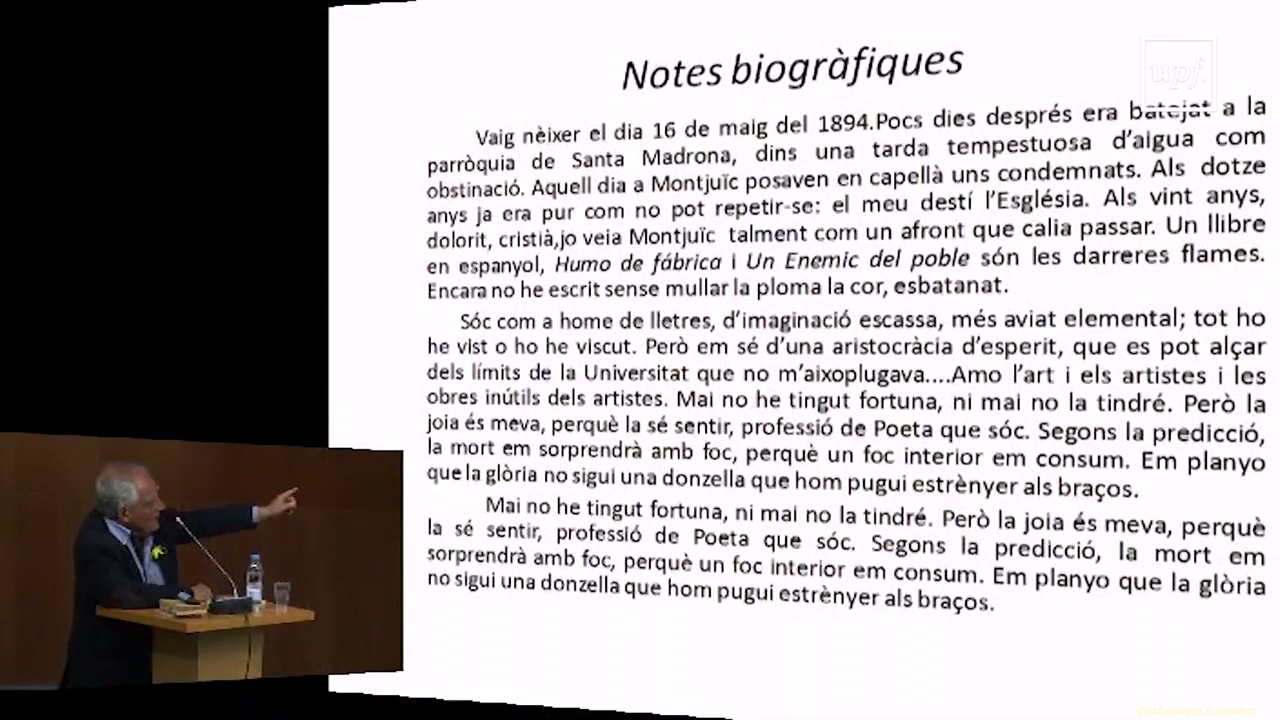 Notes biogràfiques
upf.
Vaig nèixer el dia 16 de maig del 1894.Pocs dies després era batejat a la
parròquia de Santa Madrona, dins una tarda tempestuosa d'aigua com
obstinació. Aquell dia a Montjuïc posaven en capellà uns condemnats. Als dotze
anys ja era pur com no pot repetir-se: el meu destí l'Església. Als vint anys,
dolorit, cristià,jo veia Montjuïc talment com un afront que calia passar. Un llibre
en espanyol, Humo de fábrica i Un Enemic del poble són les darreres flames.
Encara no he escrit sense mullar la ploma la cor, esbatanat.
Sóc com a home de lletres, d'imaginació escassa, més aviat elemental; tot ho
he vist o ho he viscut. Però em sé d'una aristocràcia d'esperit, que es pot alçar
dels límits de la Universitat que no m'aixoplugava....Amo l'art i els artistes i les
obres inútils dels artistes. Mai no he tingut fortuna, ni mai no la tindré. Però la
joia és meva, perquè la sé sentir, professió de Poeta que sóc. Segons la predicció,
la mort em sorprendrà amb foc, perquè un foc interior em consum. Em planyo
que la glòria no sigui una donzella que hom pugui estrènyer als braços.
Mai no he tingut fortuna, ni mai no la tindré. Però la joia és meva, perquè
la sé sentir, professió de Poeta que sóc. Segons la predicció, la mort em
sorprendrà amb foc, perquè un foc interior em consum. Em planyo que la glòria
no sigui una donzella que hom pugui estrènyer als braços.